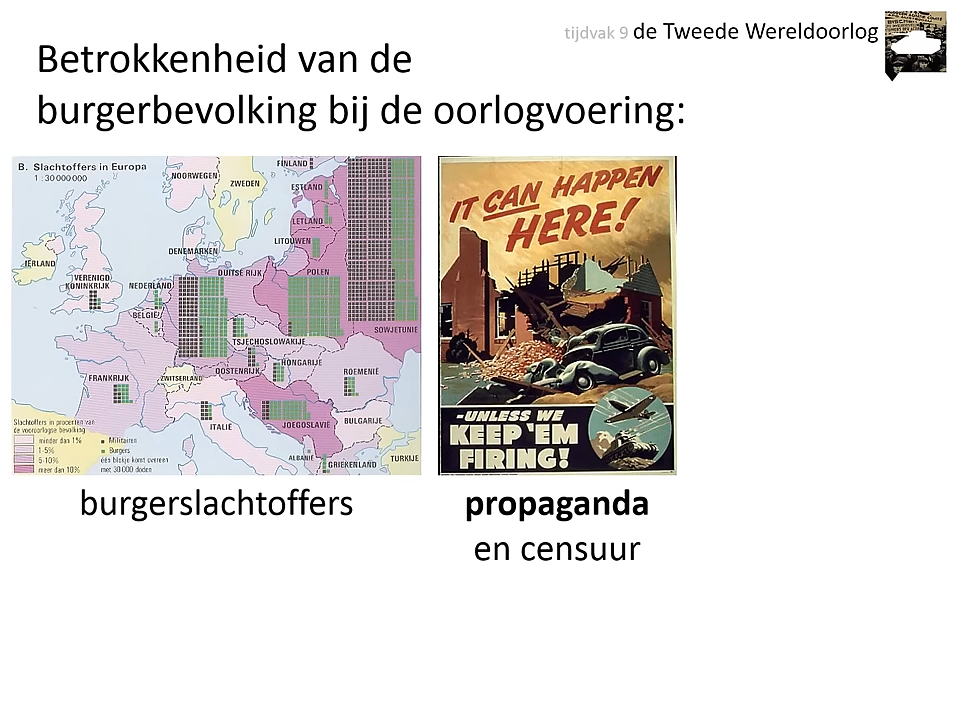 tijdvak 9 de Tweede Wereldoorlog
Betrokkenheid van de
burgerbevolking bij de oorlogvoering:
B. Slachtoffers in Europa
1:30 000 000
FINLAND
NOORWEGEN
ZWEDEN
ESTLAND
LETLAND
LITOUWEN
DENEMARKEN
IERLAND
VERENIGD
KONINKRIJK
NEDERLAND
DUITSE RIJK
POLEN
BELGIË
SOWJETUNIE
TSJECHOSLOWAKIJE
OOSTENRIJK
HONGARIJE
FRANKRIJK
ZWITSERLAND
ROEMENIË
ITALIË
JOEGOSLAVIË
BULGARIJE
ALBANIË
GRIEKENLAND
TURKIJE
Slachtoffers in procenten van
de vooroorlogse bevolking
minder dan 1%
1-5%
5-10%
meer dan 10%
Militairen
Burgers
één blokje komt overeen
met 30 000 doden
IT CAN HAPPEN
HERE!
-UNLESS WE
KEEP 'EM
FIRING!
burgerslachtoffers
propaganda
en censuur